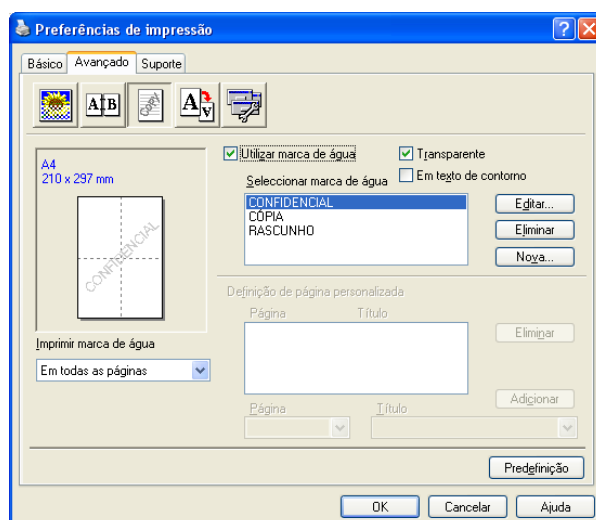 Preferências de impressão
Básico Avançado Suporte
A B
A A
A4
210 x 297 mm
CONFIDENCIAL
Imprimir marca de água
Em todas as páginas
Utilizar marca de água
Transparente
Em texto de contorno
Seleccionar marca de água
CONFIDENCIAL
CÓPIA
RASCUNHO
Editar...
Eliminar
Nova...
Definição de página personalizada
Página Título
Eliminar
Adicionar
Página Título
Predefinição
OK Cancelar Ajuda